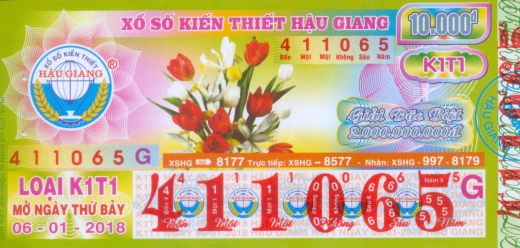 XỔ SỐ KIẾN THIẾT HẬU GIANG
10.000đ
XỔ SỐ KIẾN THIẾT
HẬU GIANG
®
411065
Bốn Một Một Không Sáu Năm
K1T1
Giải Đặc Biệt
2.000.000.000đ
411065 G
XSHG 8177 Trực tiếp: XSHG - 8577 - Nhận: XSHG - 997 - 8179
LOẠI K1T1
MỞ NGÀY THỨ BẢY
06-01-2018
411065
Bốn Một Một Không Sáu Năm
G